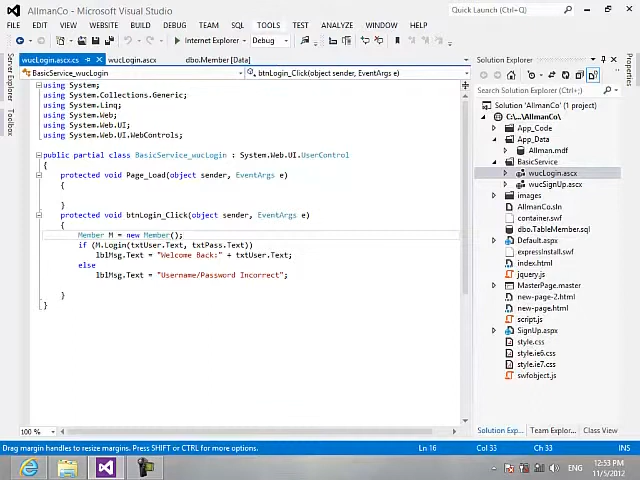 AllmanCo - Microsoft Visual Studio
Quick Launch (Ctrl+Q)
FILE EDIT VIEW WEBSITE BUILD DEBUG TEAM SQL TOOLS TEST ANALYZE WINDOW HELP
Internet Explorer Debug
wucLogin.ascx.cs wucLogin.ascx dbo.Member [Data]
BasicService_wucLogin btnLogin_Click(object sender, EventArgs e)
using System;
using System.Collections.Generic;
using System.Linq;
using System.Web;
using System.Web.UI;
using System.Web.UI.WebControls;
public partial class BasicService_wucLogin : System.Web.UI.UserControl
{
protected void Page_Load(object sender, EventArgs e)
{
}
protected void btnLogin_Click(object sender, EventArgs e)
{
Member M = new Member();
if (M.Login(txtUser.Text, txtPass.Text))
lblMsg.Text = "Welcome Back:" + txtUser.Text;
else
lblMsg.Text = "Username/Password Incorrect";
}
}
100 %
Server Explorer
Toolbox
Solution Explorer
Search Solution Explorer (Ctrl+;)
Solution 'AllmanCo' (1 project)
C:\...\AllmanCo\
App_Code
App_Data
Allman.mdf
BasicService
wucLogin.ascx
wucSignUp.ascx
images
AllmanCo.sln
container.swf
dbo.TableMember.sql
Default.aspx
expressInstall.swf
index.html
jquery.js
MasterPage.master
new-page-2.html
new-page.html
script.js
SignUp.aspx
style.css
style.ie6.css
style.ie7.css
swfobject.js
Solution Exp... Team Explor... Class View
Properties
Drag margin handles to resize margins. Press SHIFT or CTRL for more options. Ln 16 Col 33 Ch 33 INS
ENG
12:53 PM
11/5/2012